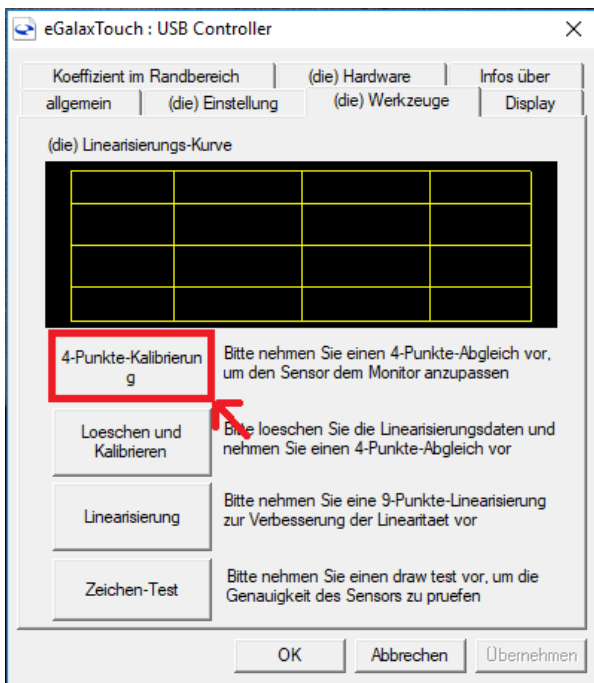 eGalaxTouch : USB Controller
Koeffizient im Randbereich
(die) Hardware
Infos über
allgemein
(die) Einstellung
(die) Werkzeuge
Display
(die) Linearisierungs-Kurve
4-Punkte-Kalibrierun
g
Bitte nehmen Sie einen 4-Punkte-Abgleich vor,
um den Sensor dem Monitor anzupassen
Loeschen und
Kalibrieren
Bitte loeschen Sie die Linearisierungsdaten und
nehmen Sie einen 4-Punkte-Abgleich vor
Linearisierung
Bitte nehmen Sie eine 9-Punkte-Linearisierung
zur Verbesserung der Linearitaet vor
Zeichen-Test
Bitte nehmen Sie einen draw test vor, um die
Genauigkeit des Sensors zu pruefen
OK
Abbrechen
Übernehmen